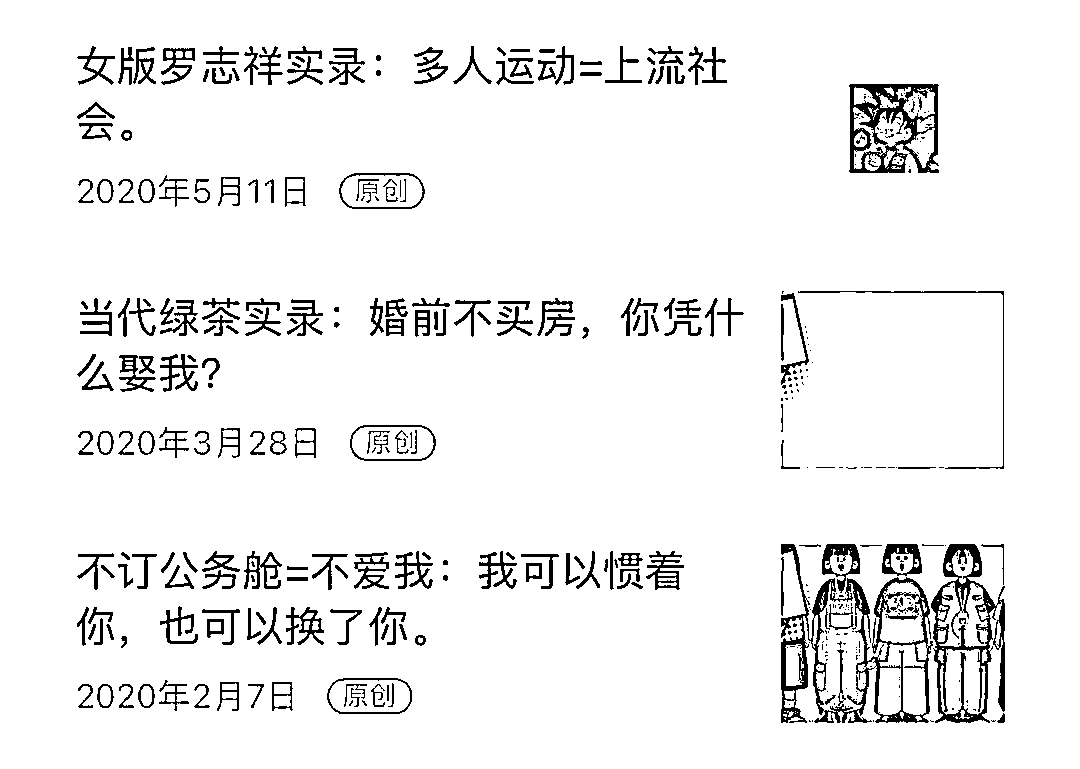 女版罗志祥实录：多人运动=上流社
会。
2020年5月11日 原创
当代绿茶实录：婚前不买房，你凭什
么娶我？
2020年3月28日 原创
不订公务舱=不爱我：我可以惯着
你，也可以换了你。
2020年2月7日 原创